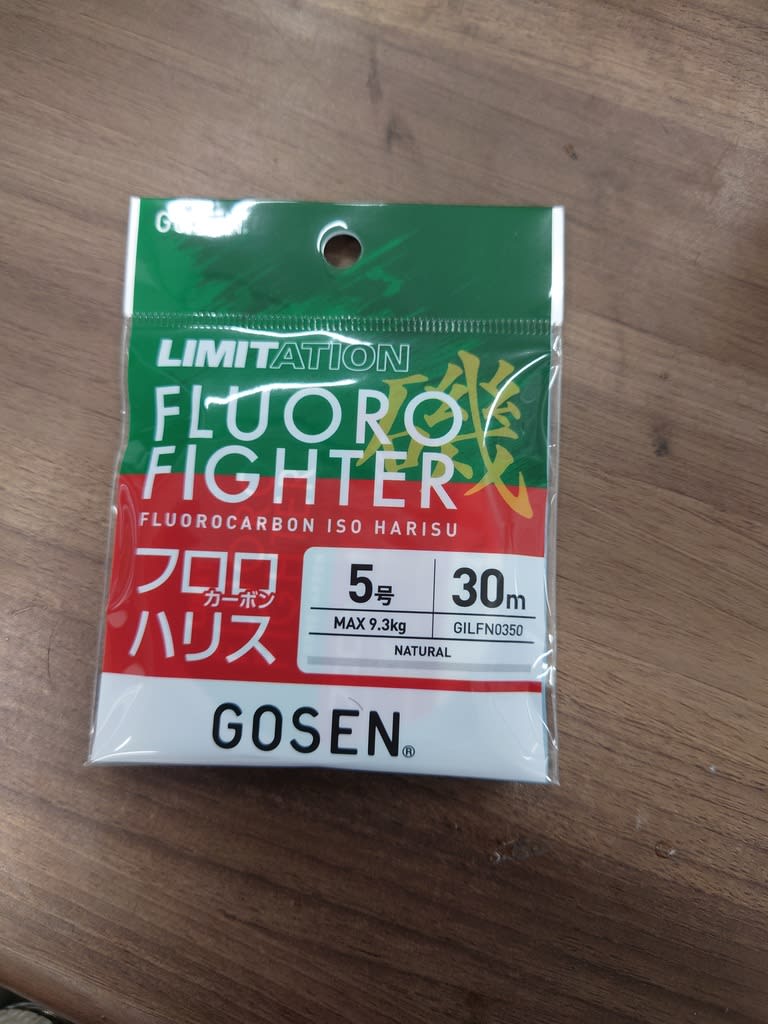 GOSEN
LIMITATION
磯
FLUORO
FIGHTER
FLUOROCARBON ISO HARISU
フロロ
カーボン
ハリス
5号
30m
MAX 9.3kg
GILFN0350
NATURAL
GOSEN®